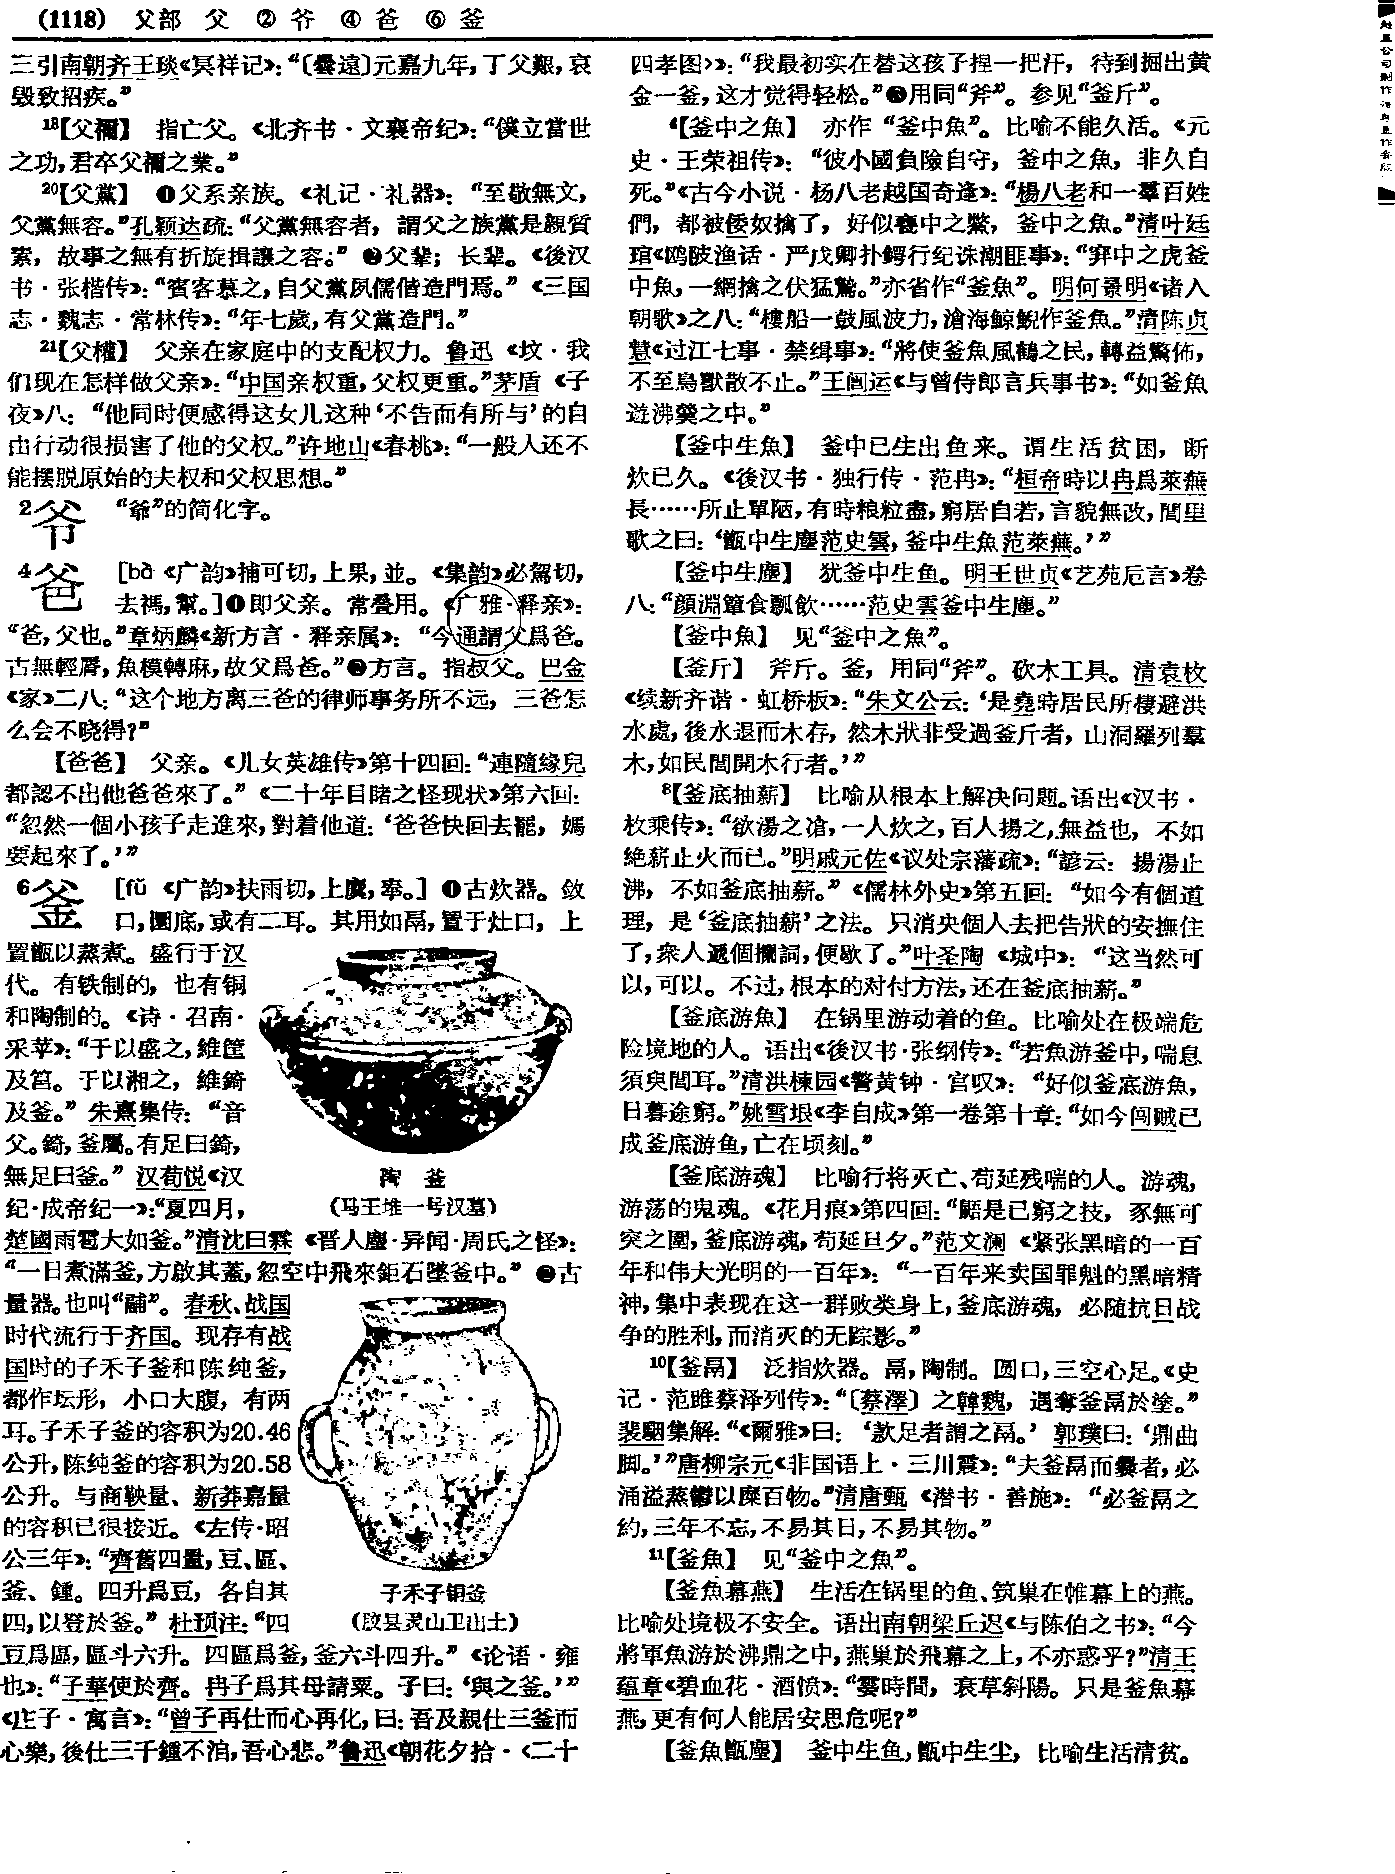 (1118) 父部 父 ②爷 ④爸 ⑥釜
三引南朝齐王琰《冥祥记》：“〔曇遠〕元嘉九年，丁父艱，哀
毁致招疾。”
18【父禰】 指亡父。《北齐书·文襄帝纪》：“僕立當世
之功，君卒父禰之業。”
20【父黨】 ❶父系亲族。《礼记·礼器》：“至敬無文，
父黨無容。”孔颖达疏：“父黨無容者，謂父之族黨是親質
素，故事之無有折旋揖讓之容。” ❷父辈；长辈。《後汉
书·张楷传》：“賓客慕之，自父黨夙儒偕造門焉。”《三国
志·魏志·常林传》：“年七歲，有父黨造門。”
21【父權】 父亲在家庭中的支配权力。鲁迅《坟·我
们现在怎样做父亲》：“中国亲权重，父权更重。”茅盾《子
夜》八：“他同时便感得这女儿这种‘不告而有所与’的自
由行动很损害了他的父权。”许地山《春桃》：“一般人还不
能摆脱原始的夫权和父权思想。”
2爷 “爺”的简化字。
4爸 [bà 《广韵》捕可切，上果，並。《集韵》必駕切，
去禡，幫。]❶即父亲。常叠用。《广雅·释亲》：
“爸，父也。”章炳麟《新方言·释亲属》：“今通謂父爲爸。
古無輕脣，魚模轉麻，故父爲爸。”❷方言。指叔父。巴金
《家》二八：“这个地方离三爸的律师事务所不远，三爸怎
么会不晓得？”
【爸爸】 父亲。《儿女英雄传》第十四回：“連隨緣兒
都認不出他爸爸來了。”《二十年目睹之怪现状》第六回：
“忽然一個小孩子走進來，對着他道：‘爸爸快回去罷，媽
要起來了。’”
6釜 [fǔ 《广韵》扶雨切，上麌，奉。] ❶古炊器。敛
口，圜底，或有二耳。其用如鬲，置于灶口，上
置甑以蒸煮。盛行于汉
代。有铁制的，也有铜
和陶制的。《诗·召南·
采苹》：“于以盛之，維筐
及筥。于以湘之，維錡
及釜。”朱熹集传：“音
父。錡，釜屬。有足曰錡，
無足曰釜。”汉荀悦《汉
纪·成帝纪一》：“夏四月，
陶 釜
（马王堆一号汉墓）
楚國雨雹大如釜。”清沈曰霖《晋人麈·异闻·周氏之怪》：
“一日煮滿釜，方啟其蓋，忽空中飛來鉅石墜釜中。” ❷古
量器。也叫“鬴”。春秋、战国
时代流行于齐国。现存有战
国时的子禾子釜和陈纯釜，
都作坛形，小口大腹，有两
耳。子禾子釜的容积为20.46
公升，陈纯釜的容积为20.58
公升。与商鞅量、新莽嘉量
的容积已很接近。《左传·昭
公三年》：“齊舊四量，豆、區、
釜、鍾。四升爲豆，各自其
四，以登於釜。”杜预注：“四
子禾子铜釜
（胶县灵山卫出土）
豆爲區，區斗六升。四區爲釜，釜六斗四升。”《论语·雍
也》：“子華使於齊。冉子爲其母請粟。子曰：‘與之釜。’”
《庄子·寓言》：“曾子再仕而心再化，曰：吾及親仕三釜而
心樂，後仕三千鍾不洎，吾心悲。”鲁迅《朝花夕拾·〈二十
四孝图〉》：“我最初实在替这孩子捏一把汗，待到掘出黄
金一釜，这才觉得轻松。”❸用同“斧”。参见“釜斤”。
4【釜中之魚】 亦作“釜中魚”。比喻不能久活。《元
史·王荣祖传》：“彼小國負險自守，釜中之魚，非久自
死。”《古今小说·杨八老越国奇逢》：“楊八老和一羣百姓
們，都被倭奴擒了，好似甕中之鱉，釜中之魚。”清叶廷
琯《鸥陂渔话·严戊卿扑鳄行纪诛潮匪事》：“穽中之虎釜
中魚，一網擒之伏猛鷙。”亦省作“釜魚”。明何景明《诸入
朝歌》之八：“樓船一鼓風波力，滄海鯨鯢作釜魚。”清陈贞
慧《过江七事·禁缉事》：“將使釜魚風鶴之民，轉益驚怖，
不至鳥獸散不止。”王闿运《与曾侍郎言兵事书》：“如釜魚
遊沸羹之中。”
【釜中生魚】 釜中已生出鱼来。谓生活贫困，断
炊已久。《後汉书·独行传·范冉》：“桓帝時以冉爲萊蕪
長……所止單陋，有時粮粒盡，窮居自若，言貌無改，閭里
歌之曰：‘甑中生塵范史雲，釜中生魚范萊蕪。’”
【釜中生塵】 犹釜中生鱼。明王世贞《艺苑卮言》卷
八：“顔淵簞食瓢飲……范史雲釜中生塵。”
【釜中魚】 见“釜中之魚”。
【釜斤】 斧斤。釜，用同“斧”。砍木工具。清袁枚
《续新齐谐·虹桥板》：“朱文公云：‘是堯時居民所棲避洪
水處，後水退而木存，然木狀非受過釜斤者，山洞羅列羣
木，如民間開木行者。’”
8【釜底抽薪】 比喻从根本上解决问题。语出《汉书·
枚乘传》：“欲湯之凔，一人炊之，百人揚之，無益也，不如
絶薪止火而已。”明戚元佐《议处宗藩疏》：“諺云：揚湯止
沸，不如釜底抽薪。”《儒林外史》第五回：“如今有個道
理，是‘釜底抽薪’之法。只消央個人去把告狀的安撫住
了，衆人遞個攔詞，便歇了。”叶圣陶《城中》：“这当然可
以，可以。不过，根本的对付方法，还在釜底抽薪。”
【釜底游魚】 在锅里游动着的鱼。比喻处在极端危
险境地的人。语出《後汉书·张纲传》：“若魚游釜中，喘息
須臾間耳。”清洪楝园《警黄钟·宫叹》：“好似釜底游魚，
日暮途窮。”姚雪垠《李自成》第一卷第十章：“如今闯贼已
成釜底游鱼，亡在顷刻。”
【釜底游魂】 比喻行将灭亡、苟延残喘的人。游魂，
游荡的鬼魂。《花月痕》第四回：“鼯是已窮之技，豕無可
突之圍，釜底游魂，苟延旦夕。”范文澜《紧张黑暗的一百
年和伟大光明的一百年》：“一百年来卖国罪魁的黑暗精
神，集中表现在这一群败类身上，釜底游魂，必随抗日战
争的胜利，而消灭的无踪影。”
10【釜鬲】 泛指炊器。鬲，陶制。圆口，三空心足。《史
记·范雎蔡泽列传》：“〔蔡澤〕之韓魏，遇奪釜鬲於塗。”
裴駰集解：“《爾雅》曰：‘款足者謂之鬲。’郭璞曰：‘鼎曲
脚。’”唐柳宗元《非国语上·三川震》：“夫釜鬲而爨者，必
涌溢蒸鬱以糜百物。”清唐甄《潜书·善施》：“必釜鬲之
約，三年不忘，不易其日，不易其物。”
11【釜魚】 见“釜中之魚”。
【釜魚幕燕】 生活在锅里的鱼、筑巢在帷幕上的燕。
比喻处境极不安全。语出南朝梁丘迟《与陈伯之书》：“今
將軍魚游於沸鼎之中，燕巢於飛幕之上，不亦惑乎？”清王
蕴章《碧血花·酒愤》：“霎時間，衰草斜陽。只是釜魚幕
燕，更有何人能居安思危呢？”
【釜魚甑塵】 釜中生鱼，甑中生尘，比喻生活清贫。